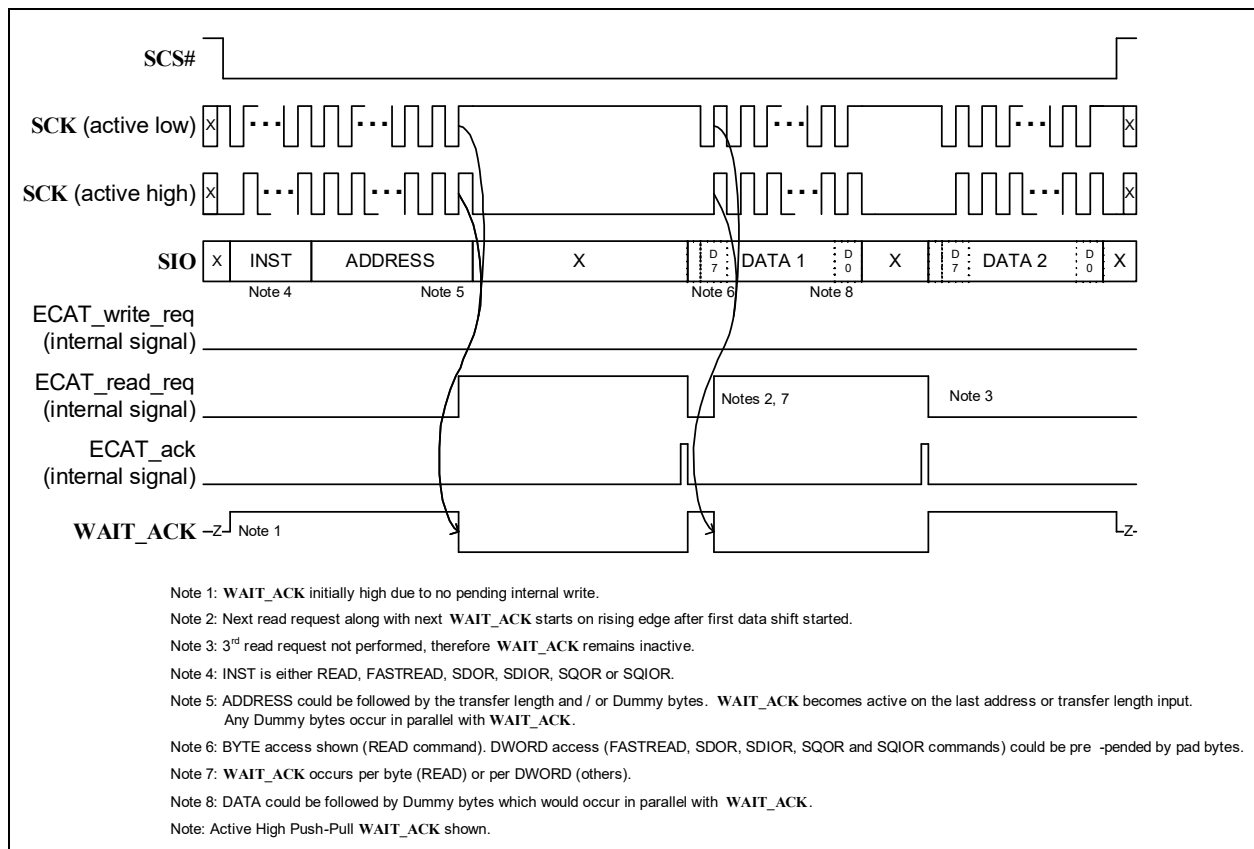 SCS#
SCK (active low)
X
X
SCK (active high)
X
X
SIO
X INST ADDRESS X D7 DATA 1 D0 X D7 DATA 2 D0 X
Note 4 Note 5 Note 6 Note 8
ECAT_write_req
(internal signal)
ECAT_read_req
(internal signal)
Notes 2, 7
Note 3
ECAT_ack
(internal signal)
WAIT_ACK
Z Note 1 Z
Note 1: WAIT_ACK initially high due to no pending internal write.
Note 2: Next read request along with next WAIT_ACK starts on rising edge after first data shift started.
Note 3: 3rd read request not performed, therefore WAIT_ACK remains inactive.
Note 4: INST is either READ, FASTREAD, SDOR, SDIOR, SQOR or SQIOR.
Note 5: ADDRESS could be followed by the transfer length and / or Dummy bytes. WAIT_ACK becomes active on the last address or transfer length input.
Any Dummy bytes occur in parallel with WAIT_ACK.
Note 6: BYTE access shown (READ command). DWORD access (FASTREAD, SDOR, SDIOR, SQOR and SQIOR commands) could be pre -pended by pad bytes.
Note 7: WAIT_ACK occurs per byte (READ) or per DWORD (others).
Note 8: DATA could be followed by Dummy bytes which would occur in parallel with WAIT_ACK.
Note: Active High Push-Pull WAIT_ACK shown.